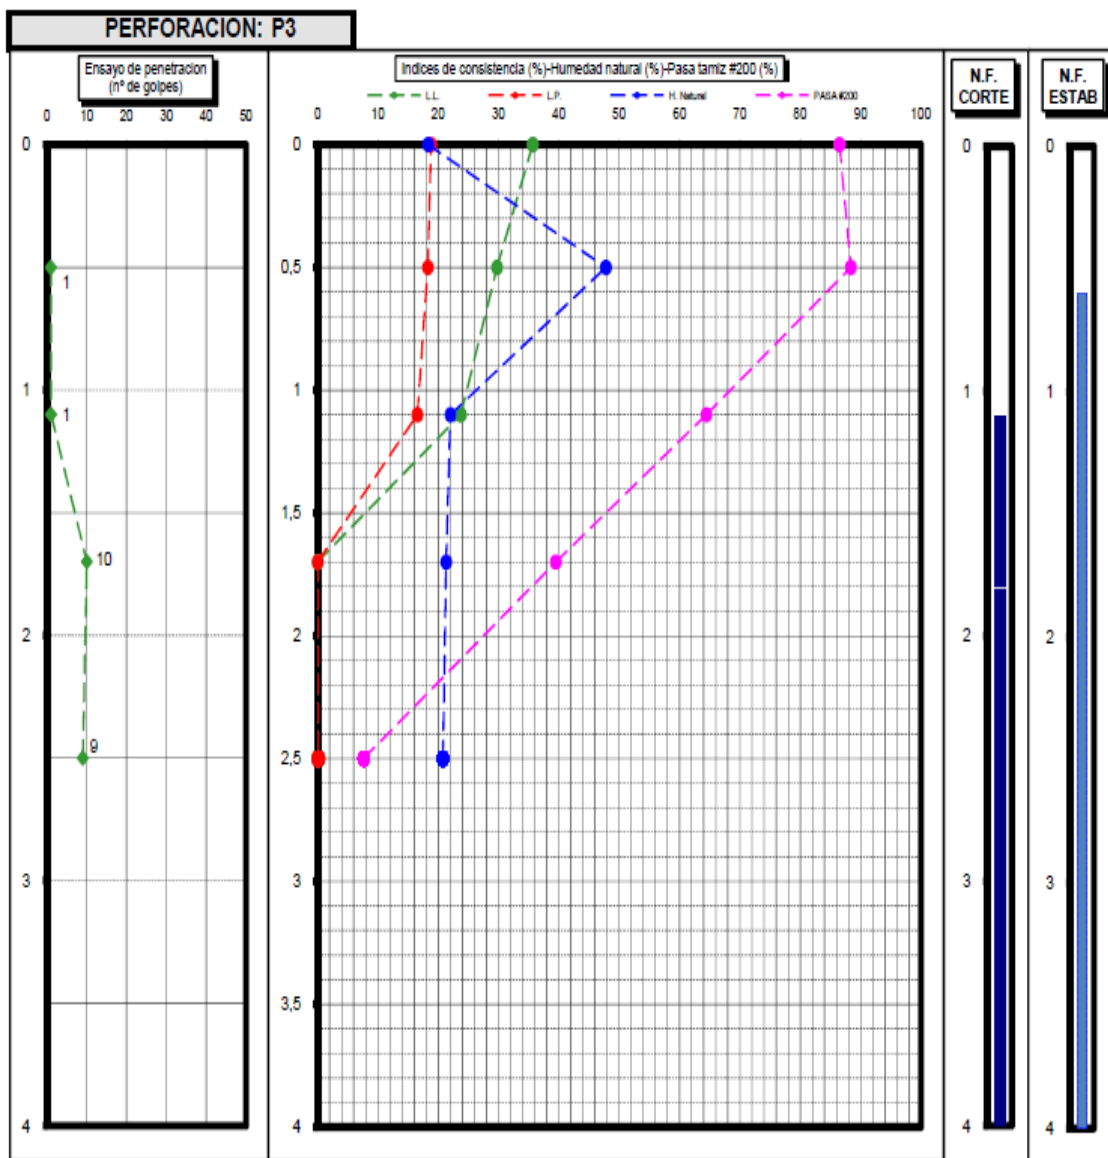 PERFORACION: P3
Ensayo de penetracion
(nº de golpes)
Indices de consistencia (%)-Humedad natural (%)-Pasa tamiz #200 (%)
N.F.
CORTE
N.F.
ESTAB
L.L.
L.P.
H. Natural
PASA #200
0 10 20 30 40 50
0 10 20 30 40 50 60 70 80 90 100
0 0 0 0
0,5
1
1 1 1 1
1
1,5
10
2 2 2 2
9
2,5
3 3 3 3
3,5
4 4 4 4